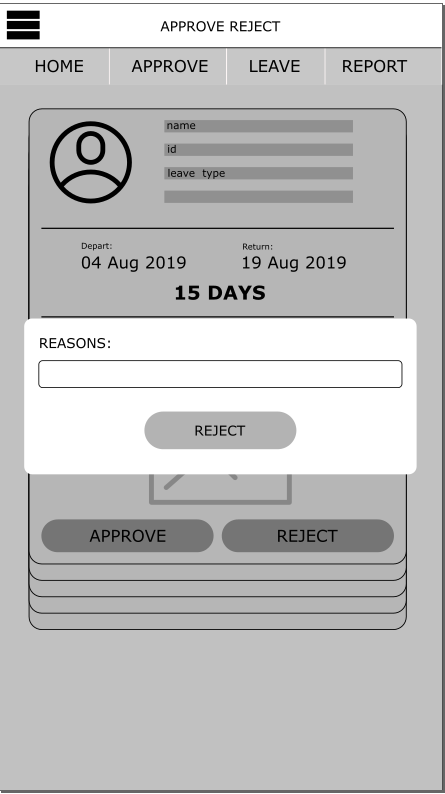 APPROVE REJECT
HOME APPROVE LEAVE REPORT
name
id
leave type
Depart: Return:
04 Aug 2019 19 Aug 2019
15 DAYS
REASONS:
REJECT
APPROVE REJECT